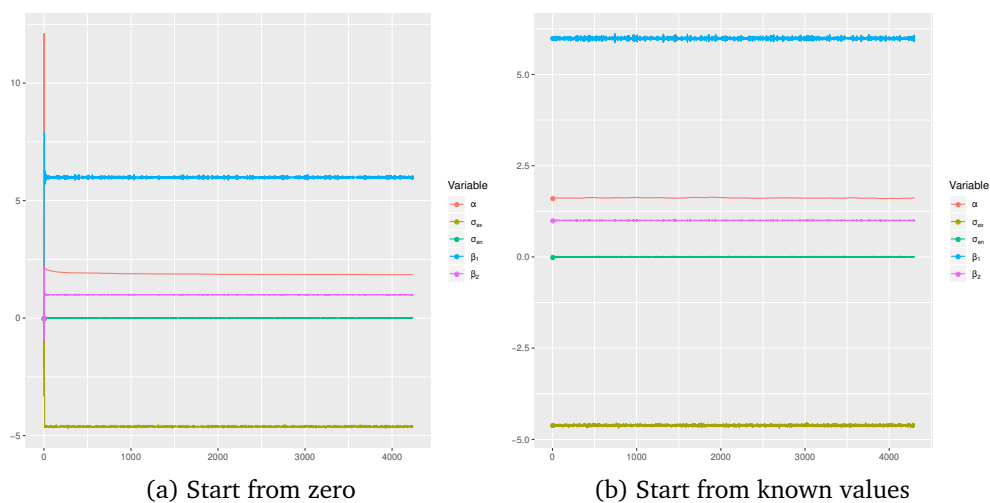 10
5
0
−5
0
1000
2000
3000
4000
Variable
α
σex
σen
β1
β2
(a) Start from zero
5.0
2.5
0.0
−2.5
−5.0
0
1000
2000
3000
4000
Variable
α
σex
σen
β1
β2
(b) Start from known values